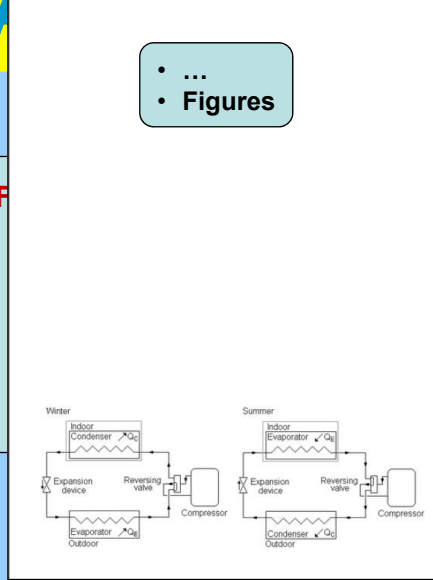 • ...
• Figures
Winter
Indoor
Condenser Qc
Expansion device
Reversing valve
Compressor
Evaporator QE
Outdoor
Summer
Indoor
Evaporator QE
Expansion device
Reversing valve
Compressor
Condenser Qc
Outdoor